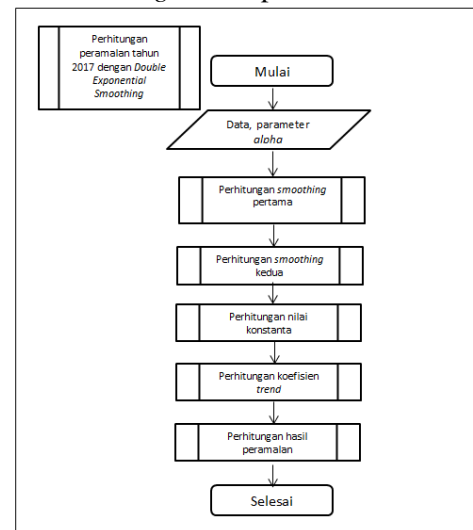 Perhitungan
peramalan tahun
2017 dengan Double
Exponential
Smoothing
Mulai
Data, parameter
alpha
Perhitungan smoothing
pertama
Perhitungan smoothing
kedua
Perhitungan nilai
konstanta
Perhitungan koefisien
trend
Perhitungan hasil
peramalan
Selesai